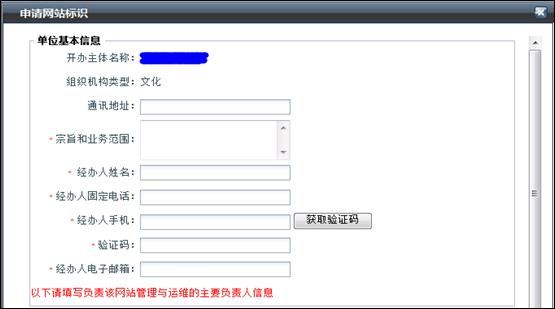 申请网站标识
单位基本信息
开办主体名称：
组织机构类型：文化
通讯地址：
*宗旨和业务范围：
*经办人姓名：
*经办人固定电话：
*经办人手机： 获取验证码
*验证码：
*经办人电子邮箱：
以下请填写负责该网站管理与运维的主要负责人信息